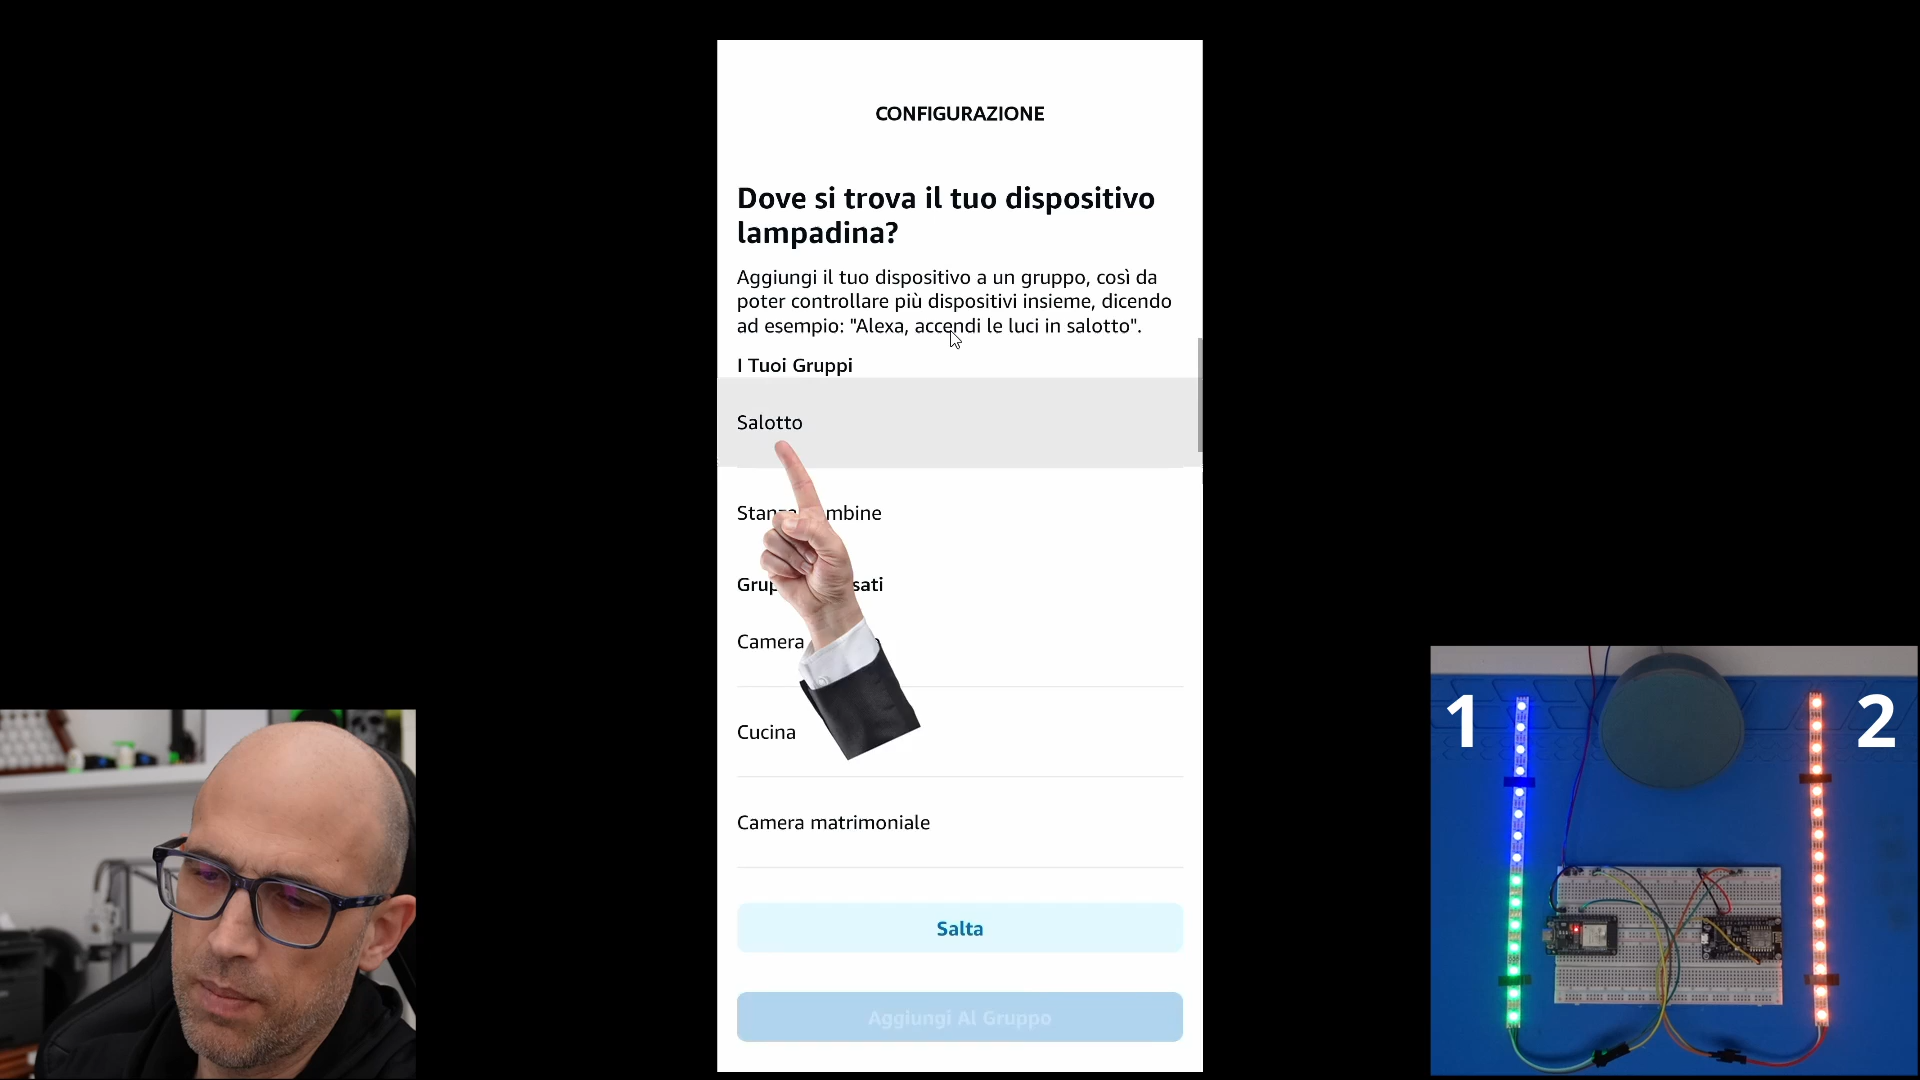 CONFIGURAZIONE
Dove si trova il tuo dispositivo
lampadina?
Aggiungi il tuo dispositivo a un gruppo, così da
poter controllare più dispositivi insieme, dicendo
ad esempio: "Alexa, accendi le luci in salotto".
I Tuoi Gruppi
Salotto
Camera
Cucina
Camera matrimoniale
Salta
Aggiungi Al Gruppo
1
2